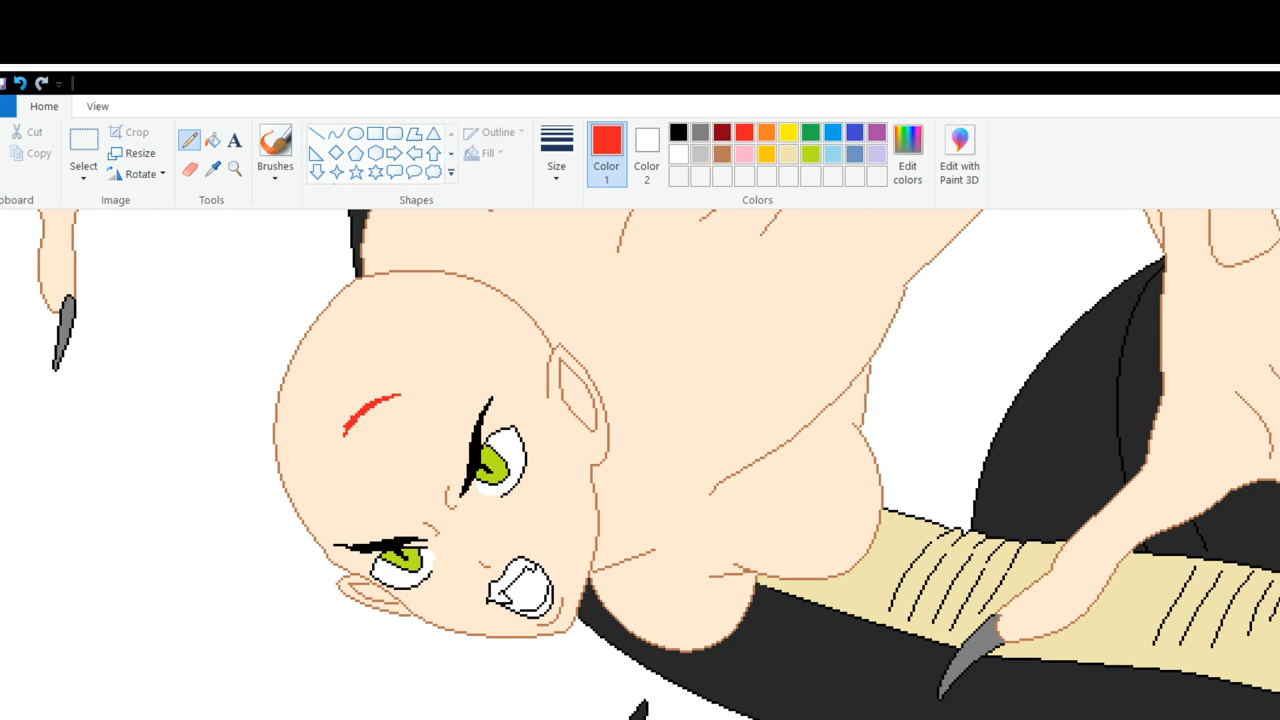 Home View
Cut
Copy
Select
Crop
Resize
Rotate
A
Brushes
Outline
Fill
Size
Color
1
Color
2
Edit
colors
Edit with
Paint 3D
pboard
Image
Tools
Shapes
Colors